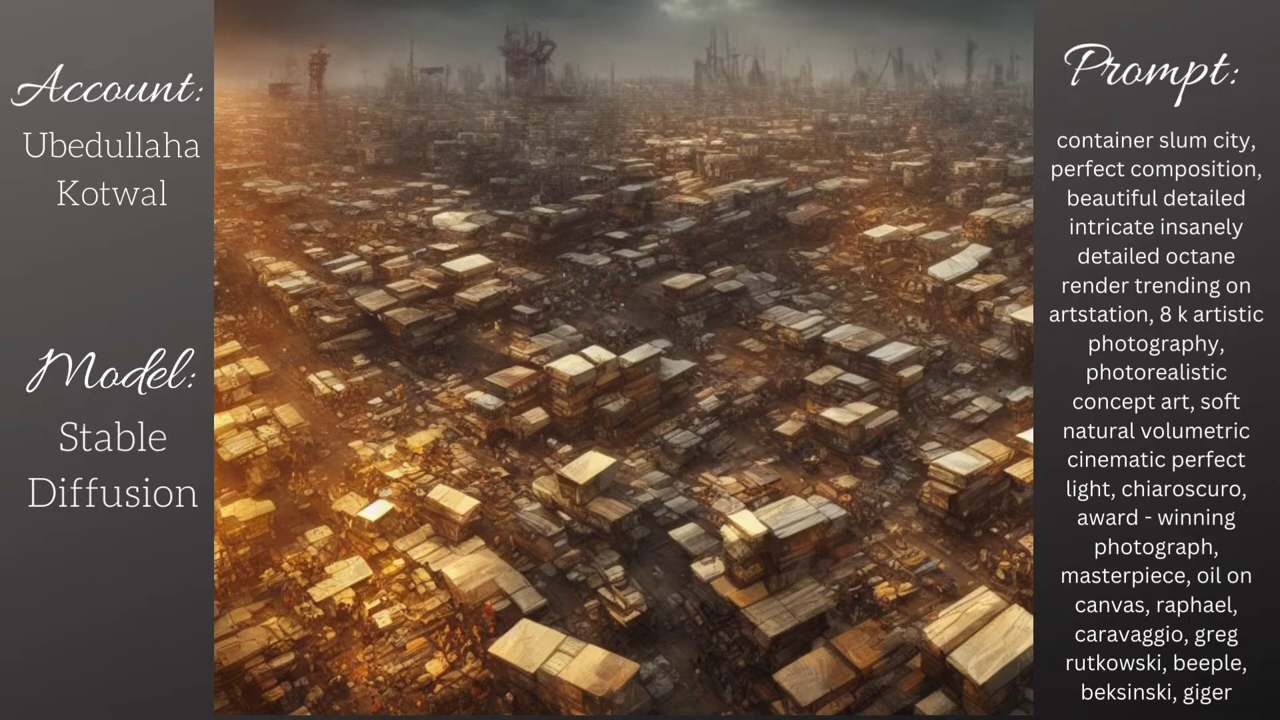 Account:
Ubedullaha
Kotwal
Model:
Stable
Diffusion
Prompt:
container slum city,
perfect composition,
beautiful detailed
intricate insanely
detailed octane
render trending on
artstation, 8 k artistic
photography,
photorealistic
concept art, soft
natural volumetric
cinematic perfect
light, chiaroscuro,
award - winning
photograph,
masterpiece, oil on
canvas, raphael,
caravaggio, greg
rutkowski, beeple,
beksinski, giger